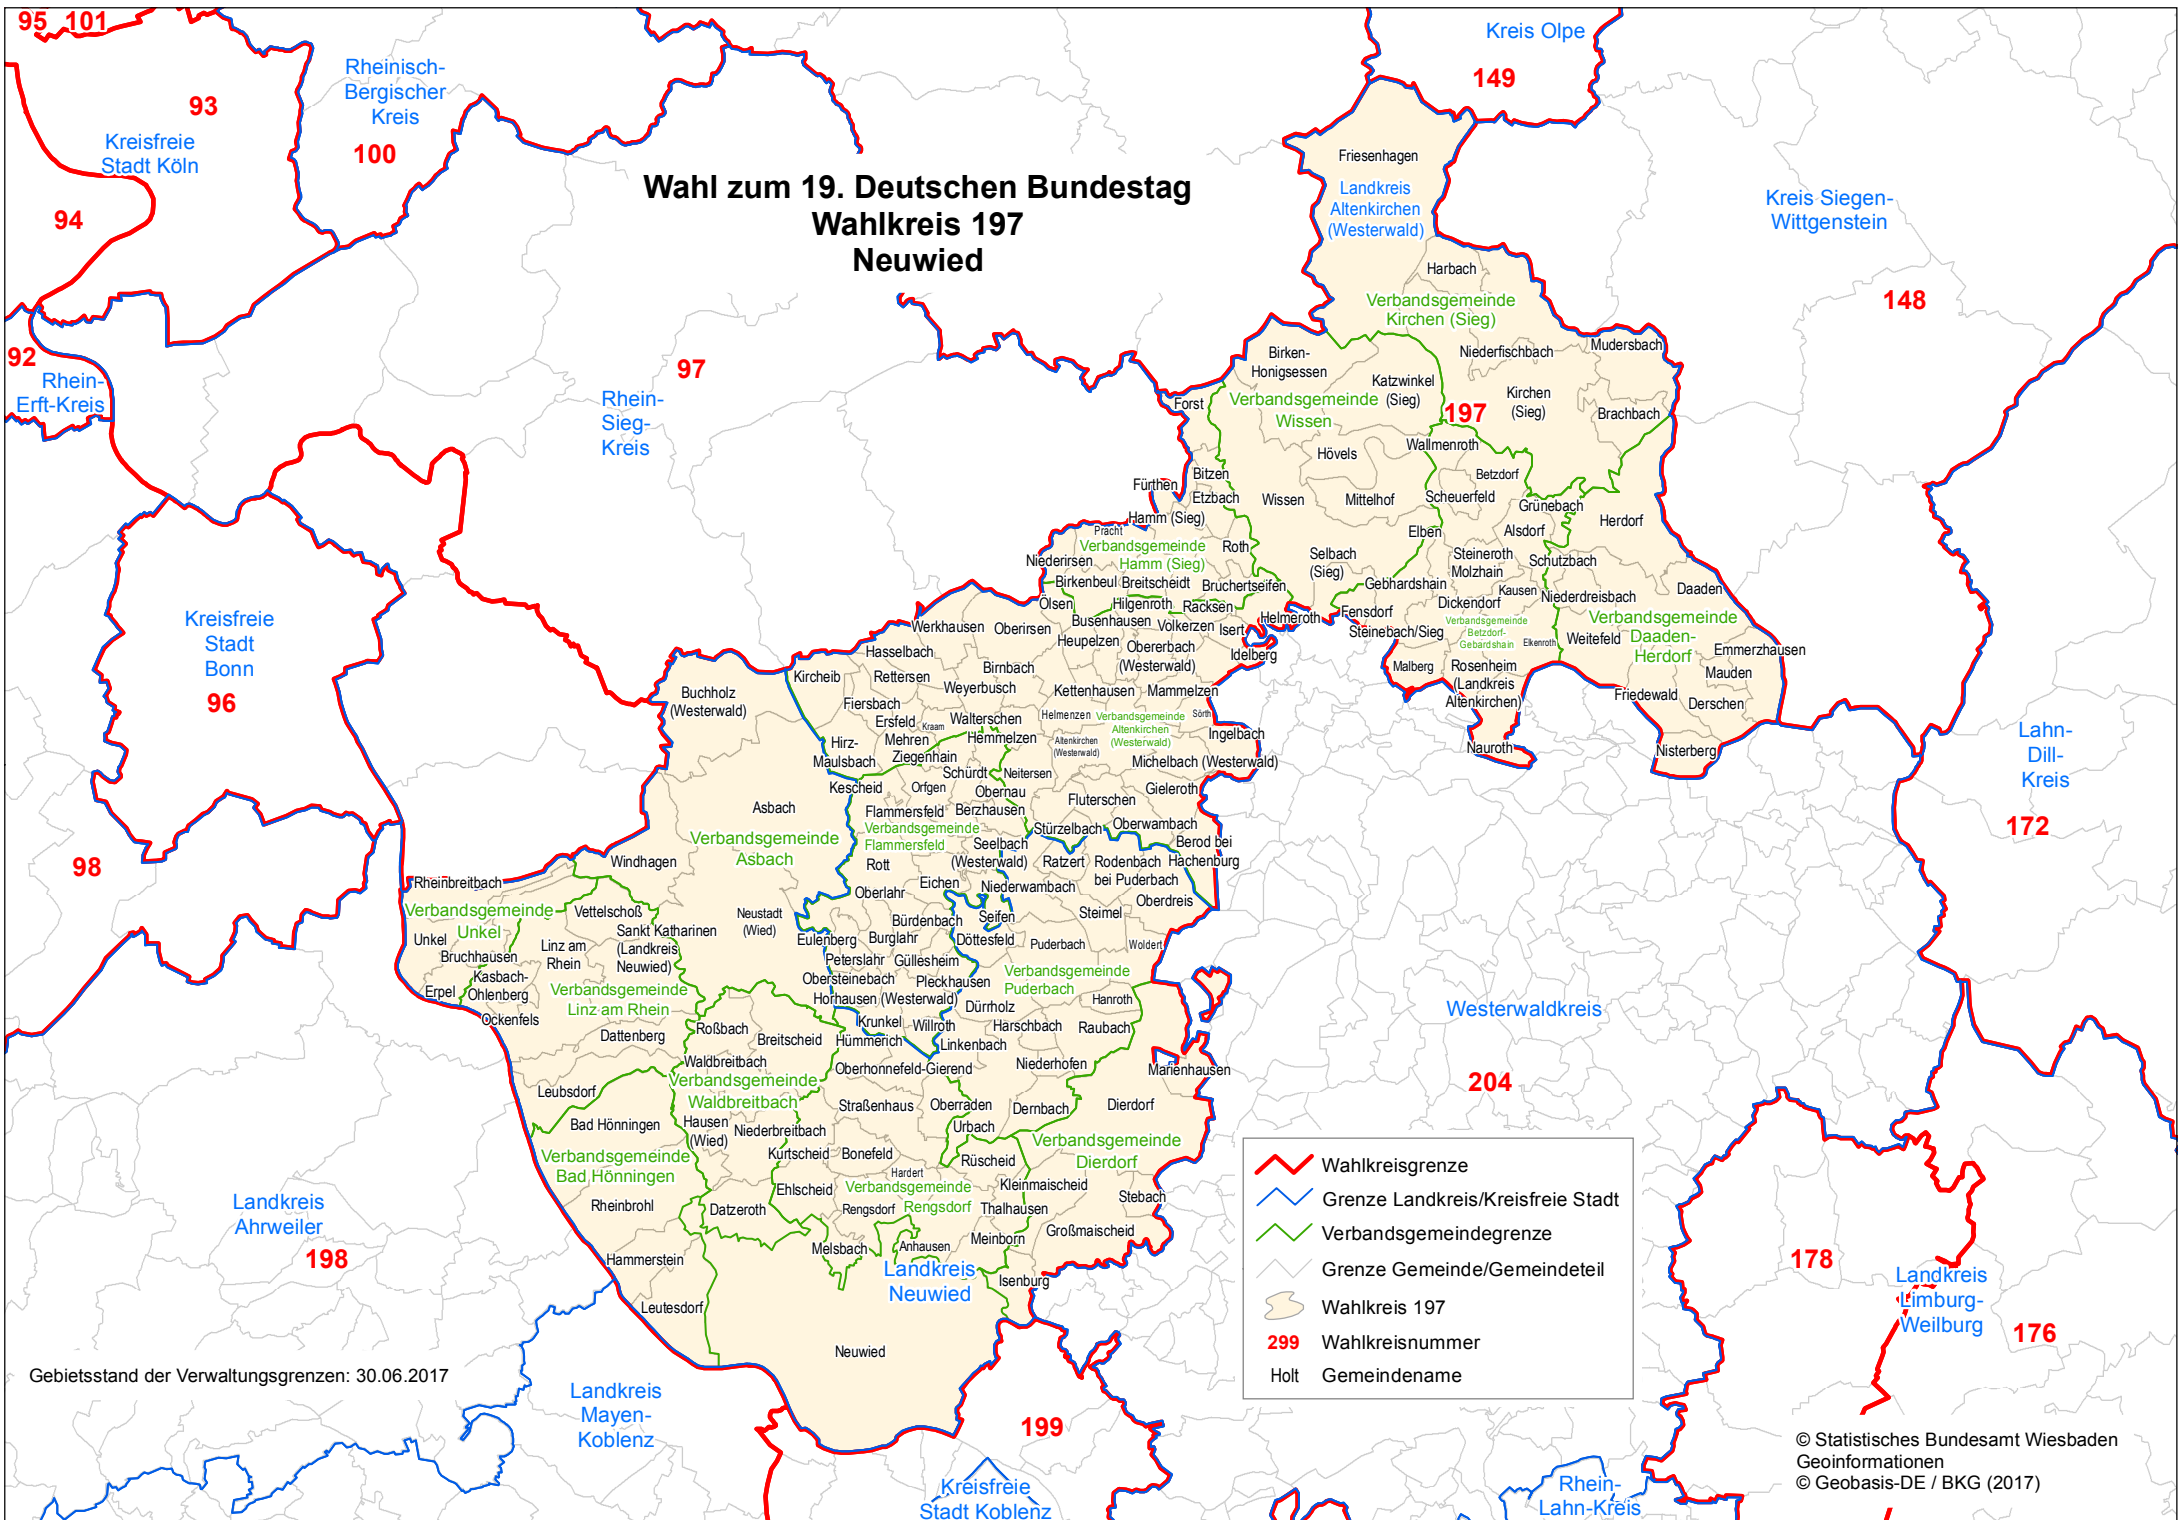 95
101
93
Kreisfreie
Stadt Köln
94
92
Rhein-
Erft-Kreis
Rheinisch-
Bergischer
Kreis
100
Wahl zum 19. Deutschen Bundestag
Wahlkreis 197
Neuwied
97
Rhein-
Sieg-
Kreis
Kreis Olpe
149
Kreis Siegen-
Wittgenstein
148
Friesenhagen
Landkreis
Altenkirchen
(Westerwald)
Harbach
Verbandsgemeinde
Kirchen (Sieg)
Niederfischbach
Mudersbach
Birken-
Honigsessen
Katzwinkel
(Sieg)
Kirchen
(Sieg)
Brachbach
Forst
Verbandsgemeinde
Wissen
197
Wallmenroth
Hövels
Betzdorf
Bitzen
Fürthen
Etzbach
Wissen
Mittelhof
Scheuerfeld
Grünebach
Herdorf
Hamm (Sieg)
Pracht
Alsdorf
Elben
Verbandsgemeinde
Hamm (Sieg)
Roth
Selbach
(Sieg)
Steineroth
Molzhain
Schutzbach
Niederirsen
Birkenbeul
Breitscheidt
Bruchertseifen
Gebhardshain
Kausen
Niederdreisbach
Daaden
Ölsen
Hilgenroth
Racksen
Helmeroth
Fensdorf
Dickendorf
Verbandsgemeinde
Betzdorf-
Gebardshain
Elkenroth
Weitefeld
Verbandsgemeinde
Daaden-
Herdorf
Emmerzhausen
Werkhausen
Oberirsen
Busenhausen
Volkerzen
Isert
Steinebach/Sieg
Heupelzen
Obererbach
(Westerwald)
Idelberg
Malberg
Rosenheim
(Landkreis
Altenkirchen)
Mauden
Friedewald
Derschen
Nauroth
Nisterberg
Hasselbach
Kircheib
Rettersen
Birnbach
Weyerbusch
Kettenhausen
Mammelzen
Buchholz
(Westerwald)
Fiersbach
Ersfeld
Kraam
Walterschen
Helmenzen
Verbandsgemeinde
Altenkirchen
(Westerwald)
Sörth
Hirz-
Maulsbach
Mehren
Ziegenhain
Hemmelzen
Altenkirchen
(Westerwald)
Ingelbach
Michelbach (Westerwald)
Schürdt
Neitersen
Kescheid
Orfgen
Obernau
Gieleroth
Asbach
Flammersfeld
Berzhausen
Fluterschen
Verbandsgemeinde
Flammersfeld
Stürzelbach
Oberwambach
Verbandsgemeinde
Asbach
Seelbach
(Westerwald)
Berod bei
Hachenburg
Windhagen
Rott
Ratzert
Rodenbach
bei Puderbach
Rheinbreitbach
Oberlahr
Eichen
Niederwambach
Oberdreis
Verbandsgemeinde
Unkel
Vettelschoß
Neustadt
(Wied)
Bürdenbach
Seifen
Steimel
Sankt Katharinen
(Landkreis
Neuwied)
Eulenberg
Burglahr
Döttesfeld
Puderbach
Woldert
Unkel
Bruchhausen
Linz am
Rhein
Peterslahr
Güllesheim
Verbandsgemeinde
Puderbach
Kasbach-
Ohlenberg
Obersteinebach
Pleckhausen
Erpel
Verbandsgemeinde
Linz am Rhein
Horhausen (Westerwald)
Dürrholz
Hanroth
Ockenfels
Dattenberg
Roßbach
Breitscheid
Krunkel
Willroth
Harschbach
Raubach
Hümmerich
Linkenbach
Waldbreitbach
Oberhonnefeld-Gierend
Niederhofen
Marienhausen
Leubsdorf
Verbandsgemeinde
Waldbreitbach
Straßenhaus
Oberraden
Dernbach
Dierdorf
Bad Hönningen
Hausen
(Wied)
Niederbreitbach
Urbach
Verbandsgemeinde
Dierdorf
Verbandsgemeinde
Bad Hönningen
Kurtscheid
Bonefeld
Rüscheid
Hardert
Ehlscheid
Verbandsgemeinde
Rengsdorf
Kleinmaischeid
Stebach
Rheinbrohl
Datzeroth
Rengsdorf
Thalhausen
Großmaischeid
Melsbach
Anhausen
Meinborn
Hammerstein
Landkreis
Neuwied
Isenburg
Leutesdorf
Neuwied
Kreisfreie
Stadt
Bonn
96
98
Landkreis
Ahrweiler
198
Landkreis
Mayen-
Koblenz
199
Kreisfreie
Stadt Koblenz
Westerwaldkreis
204
Lahn-
Dill-
Kreis
172
178
Landkreis
Limburg-
Weilburg
176
Rhein-
Lahn-Kreis
Wahlkreisgrenze
Grenze Landkreis/Kreisfreie Stadt
Verbandsgemeindegrenze
Grenze Gemeinde/Gemeindeteil
Wahlkreis 197
299 Wahlkreisnummer
Holt Gemeindename
Gebietsstand der Verwaltungsgrenzen: 30.06.2017
© Statistisches Bundesamt Wiesbaden
Geoinformationen
© Geobasis-DE / BKG (2017)